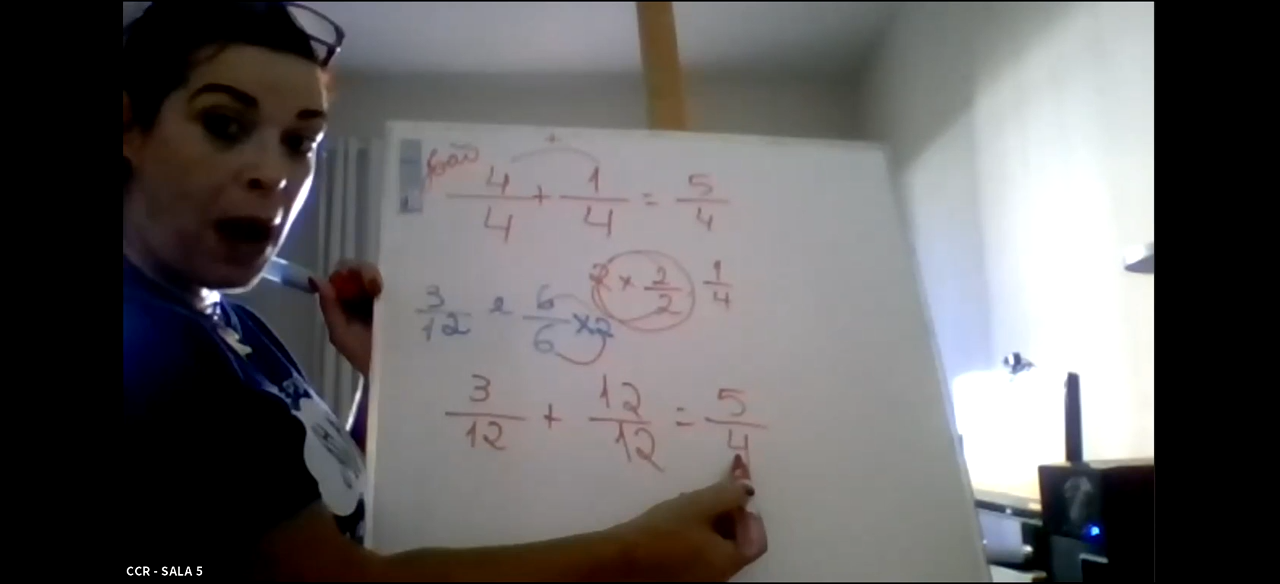 João
4/4 + 1/4 = 5/4
2 x 2/2 1/4
3/12 e 6/6 x2
3/12 + 12/12 = 5/4
CCR - SALA 5